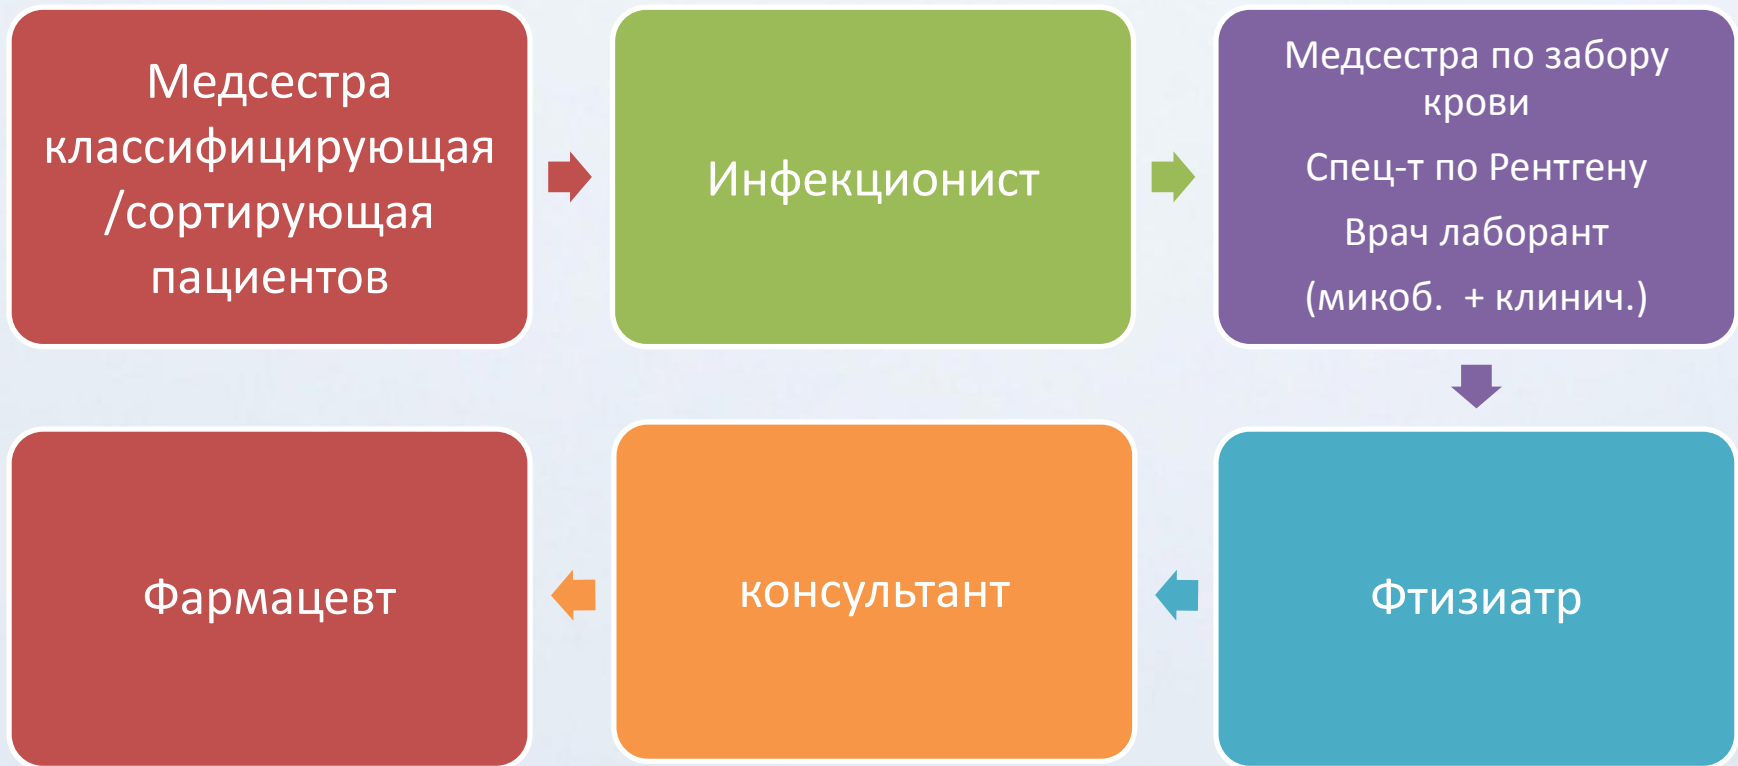 Медсестра
классифицирующая
/сортирующая
пациентов
Инфекционист
Медсестра по забору
крови
Спец-т по Рентгену
Врач лаборант
(микоб.  + клинич.)
Фтизиатр
консультант
Фармацевт